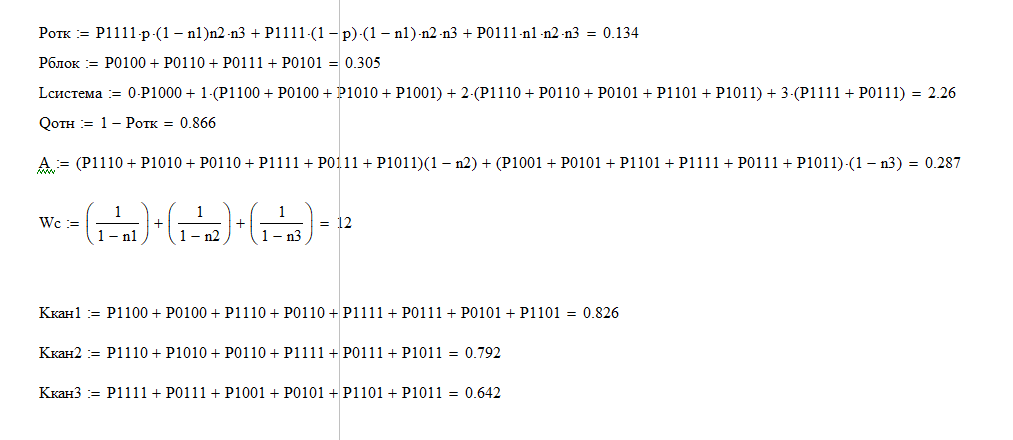 Pотк := P1111·p·(1 − n1)n2·n3 + P1111·(1 − p)·(1 − n1)·n2·n3 + P0111·n1·n2·n3 = 0.134
Pблок := P0100 + P0110 + P0111 + P0101 = 0.305
Lсистема := 0·P1000 + 1·(P1100 + P0100 + P1010 + P1001) + 2·(P1110 + P0110 + P0101 + P1101 + P1011) + 3·(P1111 + P0111) = 2.26
Qотн := 1 − Pотк = 0.866
A := (P1110 + P1010 + P0110 + P1111 + P0111 + P1011)(1 − n2) + (P1001 + P0101 + P1101 + P1111 + P0111 + P1011)·(1 − n3) = 0.287
Wc := (1/(1 − n1)) + (1/(1 − n2)) + (1/(1 − n3)) = 12
Kкан1 := P1100 + P0100 + P1110 + P0110 + P1111 + P0111 + P0101 + P1101 = 0.826
Kкан2 := P1110 + P1010 + P0110 + P1111 + P0111 + P1011 = 0.792
Kкан3 := P1111 + P0111 + P1001 + P0101 + P1101 + P1011 = 0.642